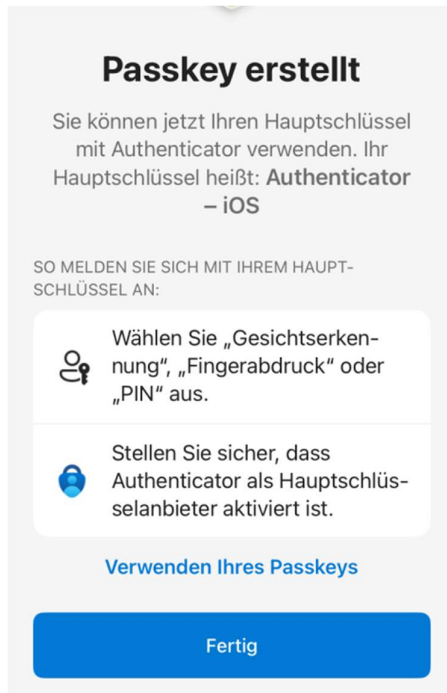 Passkey erstellt
Sie können jetzt Ihren Hauptschlüssel
mit Authenticator verwenden. Ihr
Hauptschlüssel heißt: Authenticator
– iOS
SO MELDEN SIE SICH MIT IHREM HAUPT-
SCHLÜSSEL AN:
Wählen Sie „Gesichtserken-
nung“, „Fingerabdruck“ oder
„PIN“ aus.
Stellen Sie sicher, dass
Authenticator als Hauptschlüs-
selanbieter aktiviert ist.
Verwenden Ihres Passkeys
Fertig